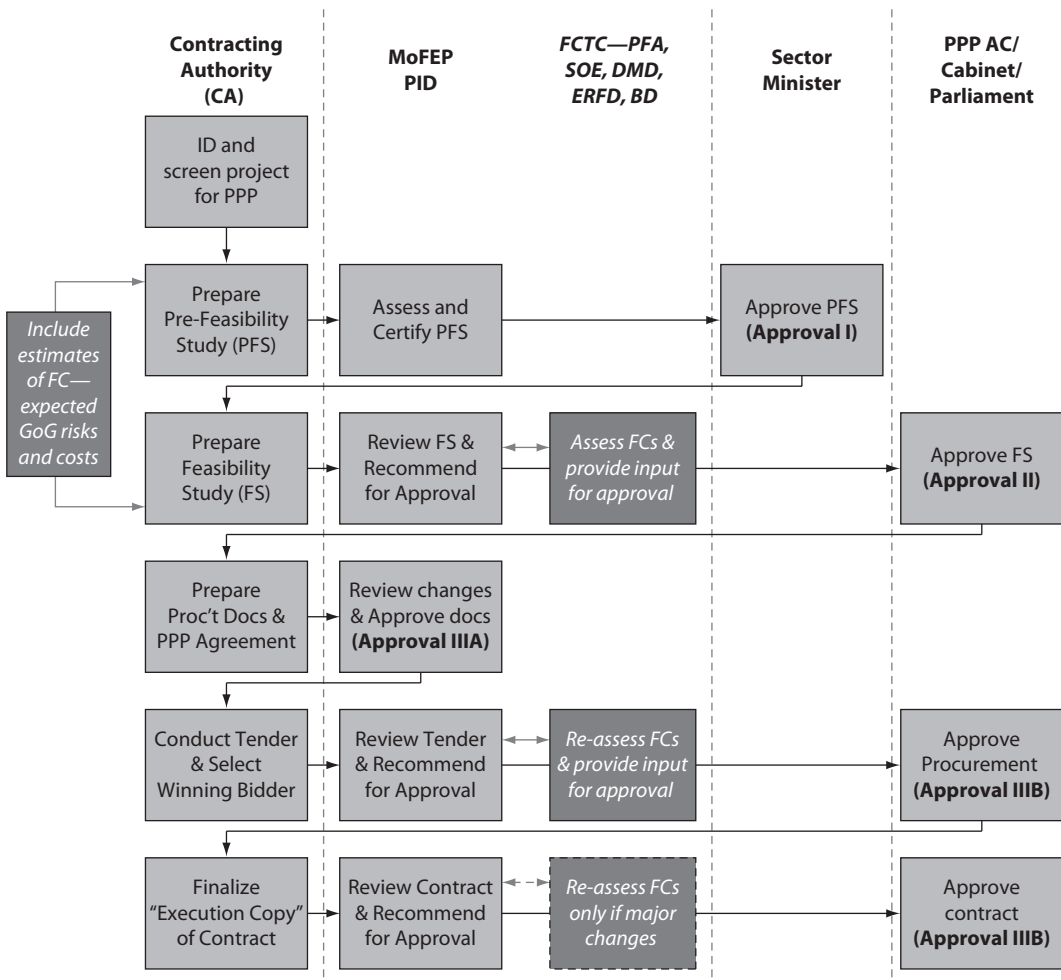 Contracting
Authority
(CA)
MoFEP
PID
FCTC—PFA,
SOE, DMD,
ERFD, BD
Sector
Minister
PPP AC/
Cabinet/
Parliament
ID and
screen project
for PPP
Include
estimates
of FC—
expected
GoG risks
and costs
Prepare
Pre-Feasibility
Study (PFS)
Assess and
Certify PFS
Approve PFS
(Approval I)
Prepare
Feasibility
Study (FS)
Review FS &
Recommend
for Approval
Assess FCs &
provide input
for approval
Approve FS
(Approval II)
Prepare
Proc't Docs &
PPP Agreement
Review changes
& Approve docs
(Approval IIIA)
Conduct Tender
& Select
Winning Bidder
Review Tender
& Recommend
for Approval
Re-assess FCs
& provide input
for approval
Approve
Procurement
(Approval IIIB)
Finalize
“Execution Copy”
of Contract
Review Contract
& Recommend
for Approval
Re-assess FCs
only if major
changes
Approve
contract
(Approval IIIB)